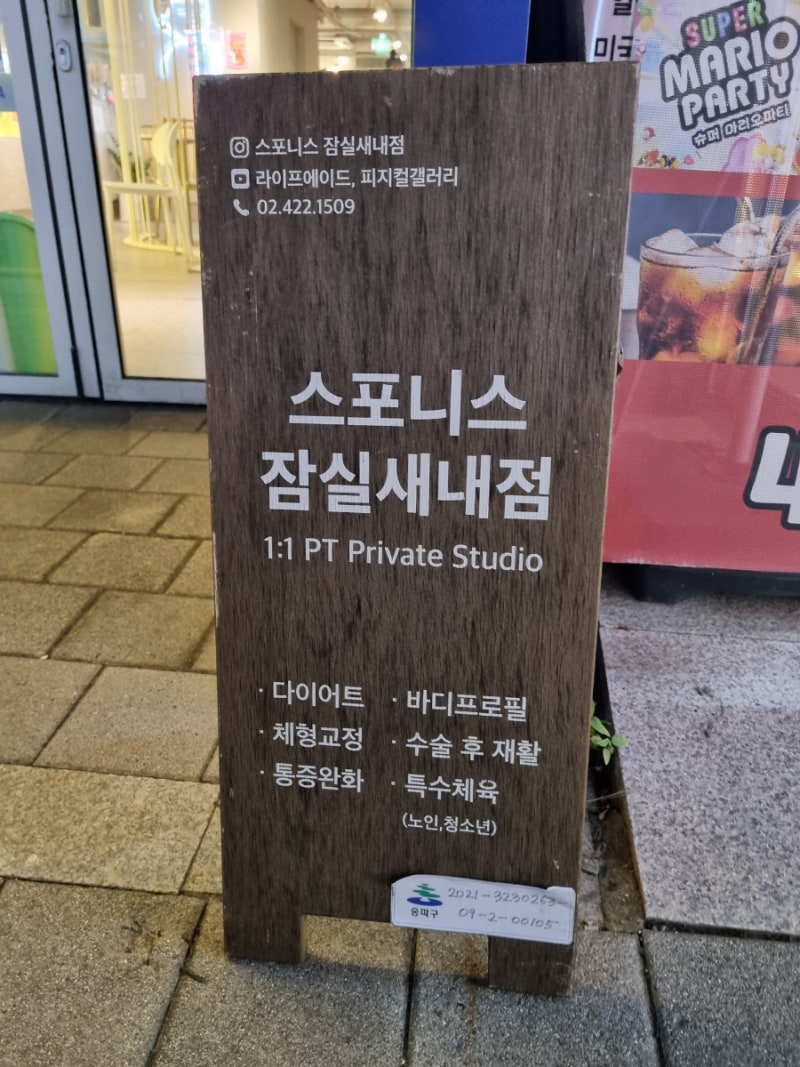 스포니스 잠실새내점
라이프에이드, 피지컬갤러리
02.422.1509
스포니스
잠실새내점
1:1 PT Private Studio
· 다이어트
· 체형교정
· 통증완화
· 바디프로필
· 수술 후 재활
· 특수체육
(노인,청소년)
송파구
2021-3230263-
09-2-00105
SUPER
MARIO
PARTY
슈퍼 마리오파티
4